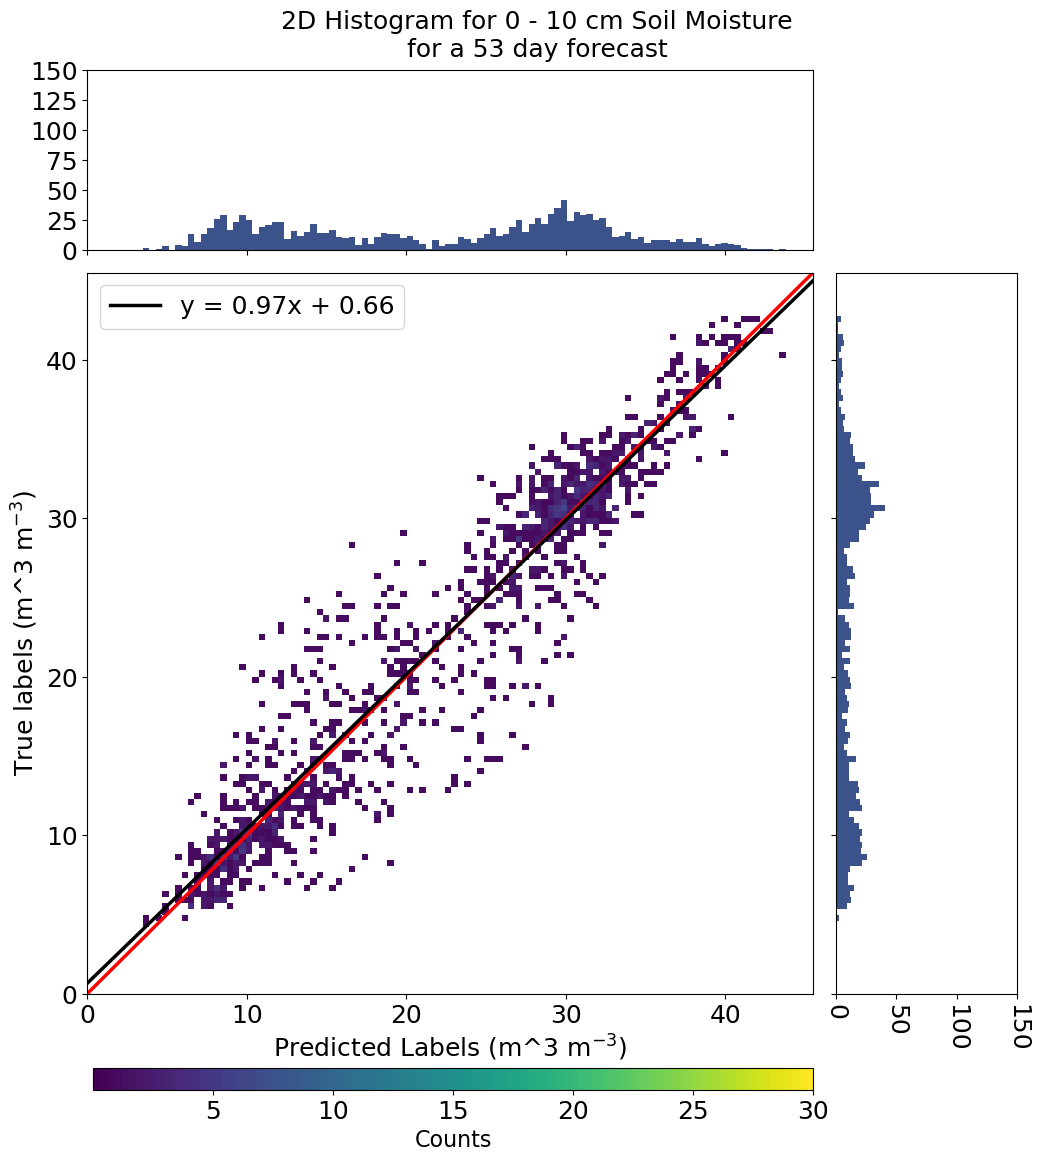 2D Histogram for 0 - 10 cm Soil Moisture
for a 53 day forecast
150
125
100
75
50
25
0
y = 0.97x + 0.66
40
30
20
10
0
True labels (m^3 m⁻³)
0 10 20 30 40
Predicted Labels (m^3 m⁻³)
0 50 100 150
5 10 15 20 25 30
Counts